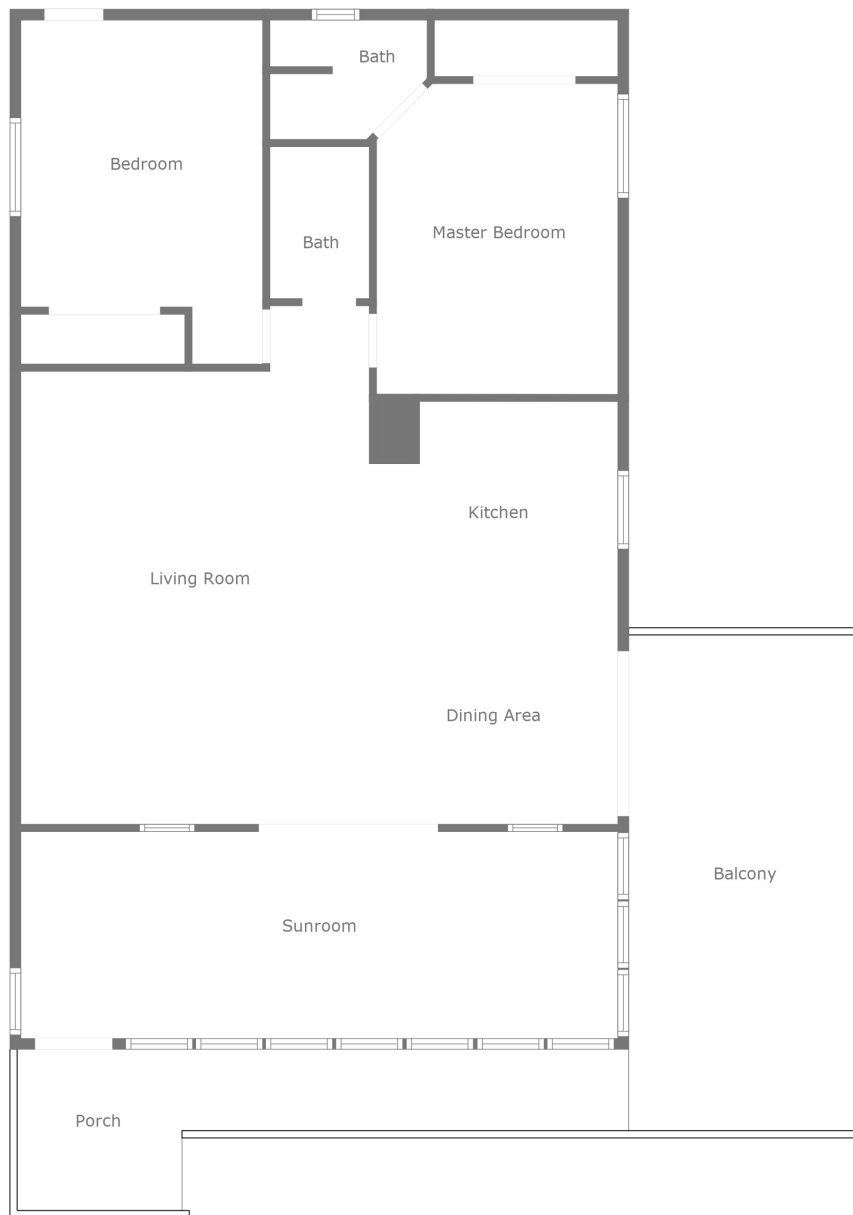 Bath
Bedroom
Master Bedroom
Bath
Kitchen
Living Room
Dining Area
Balcony
Sunroom
Porch